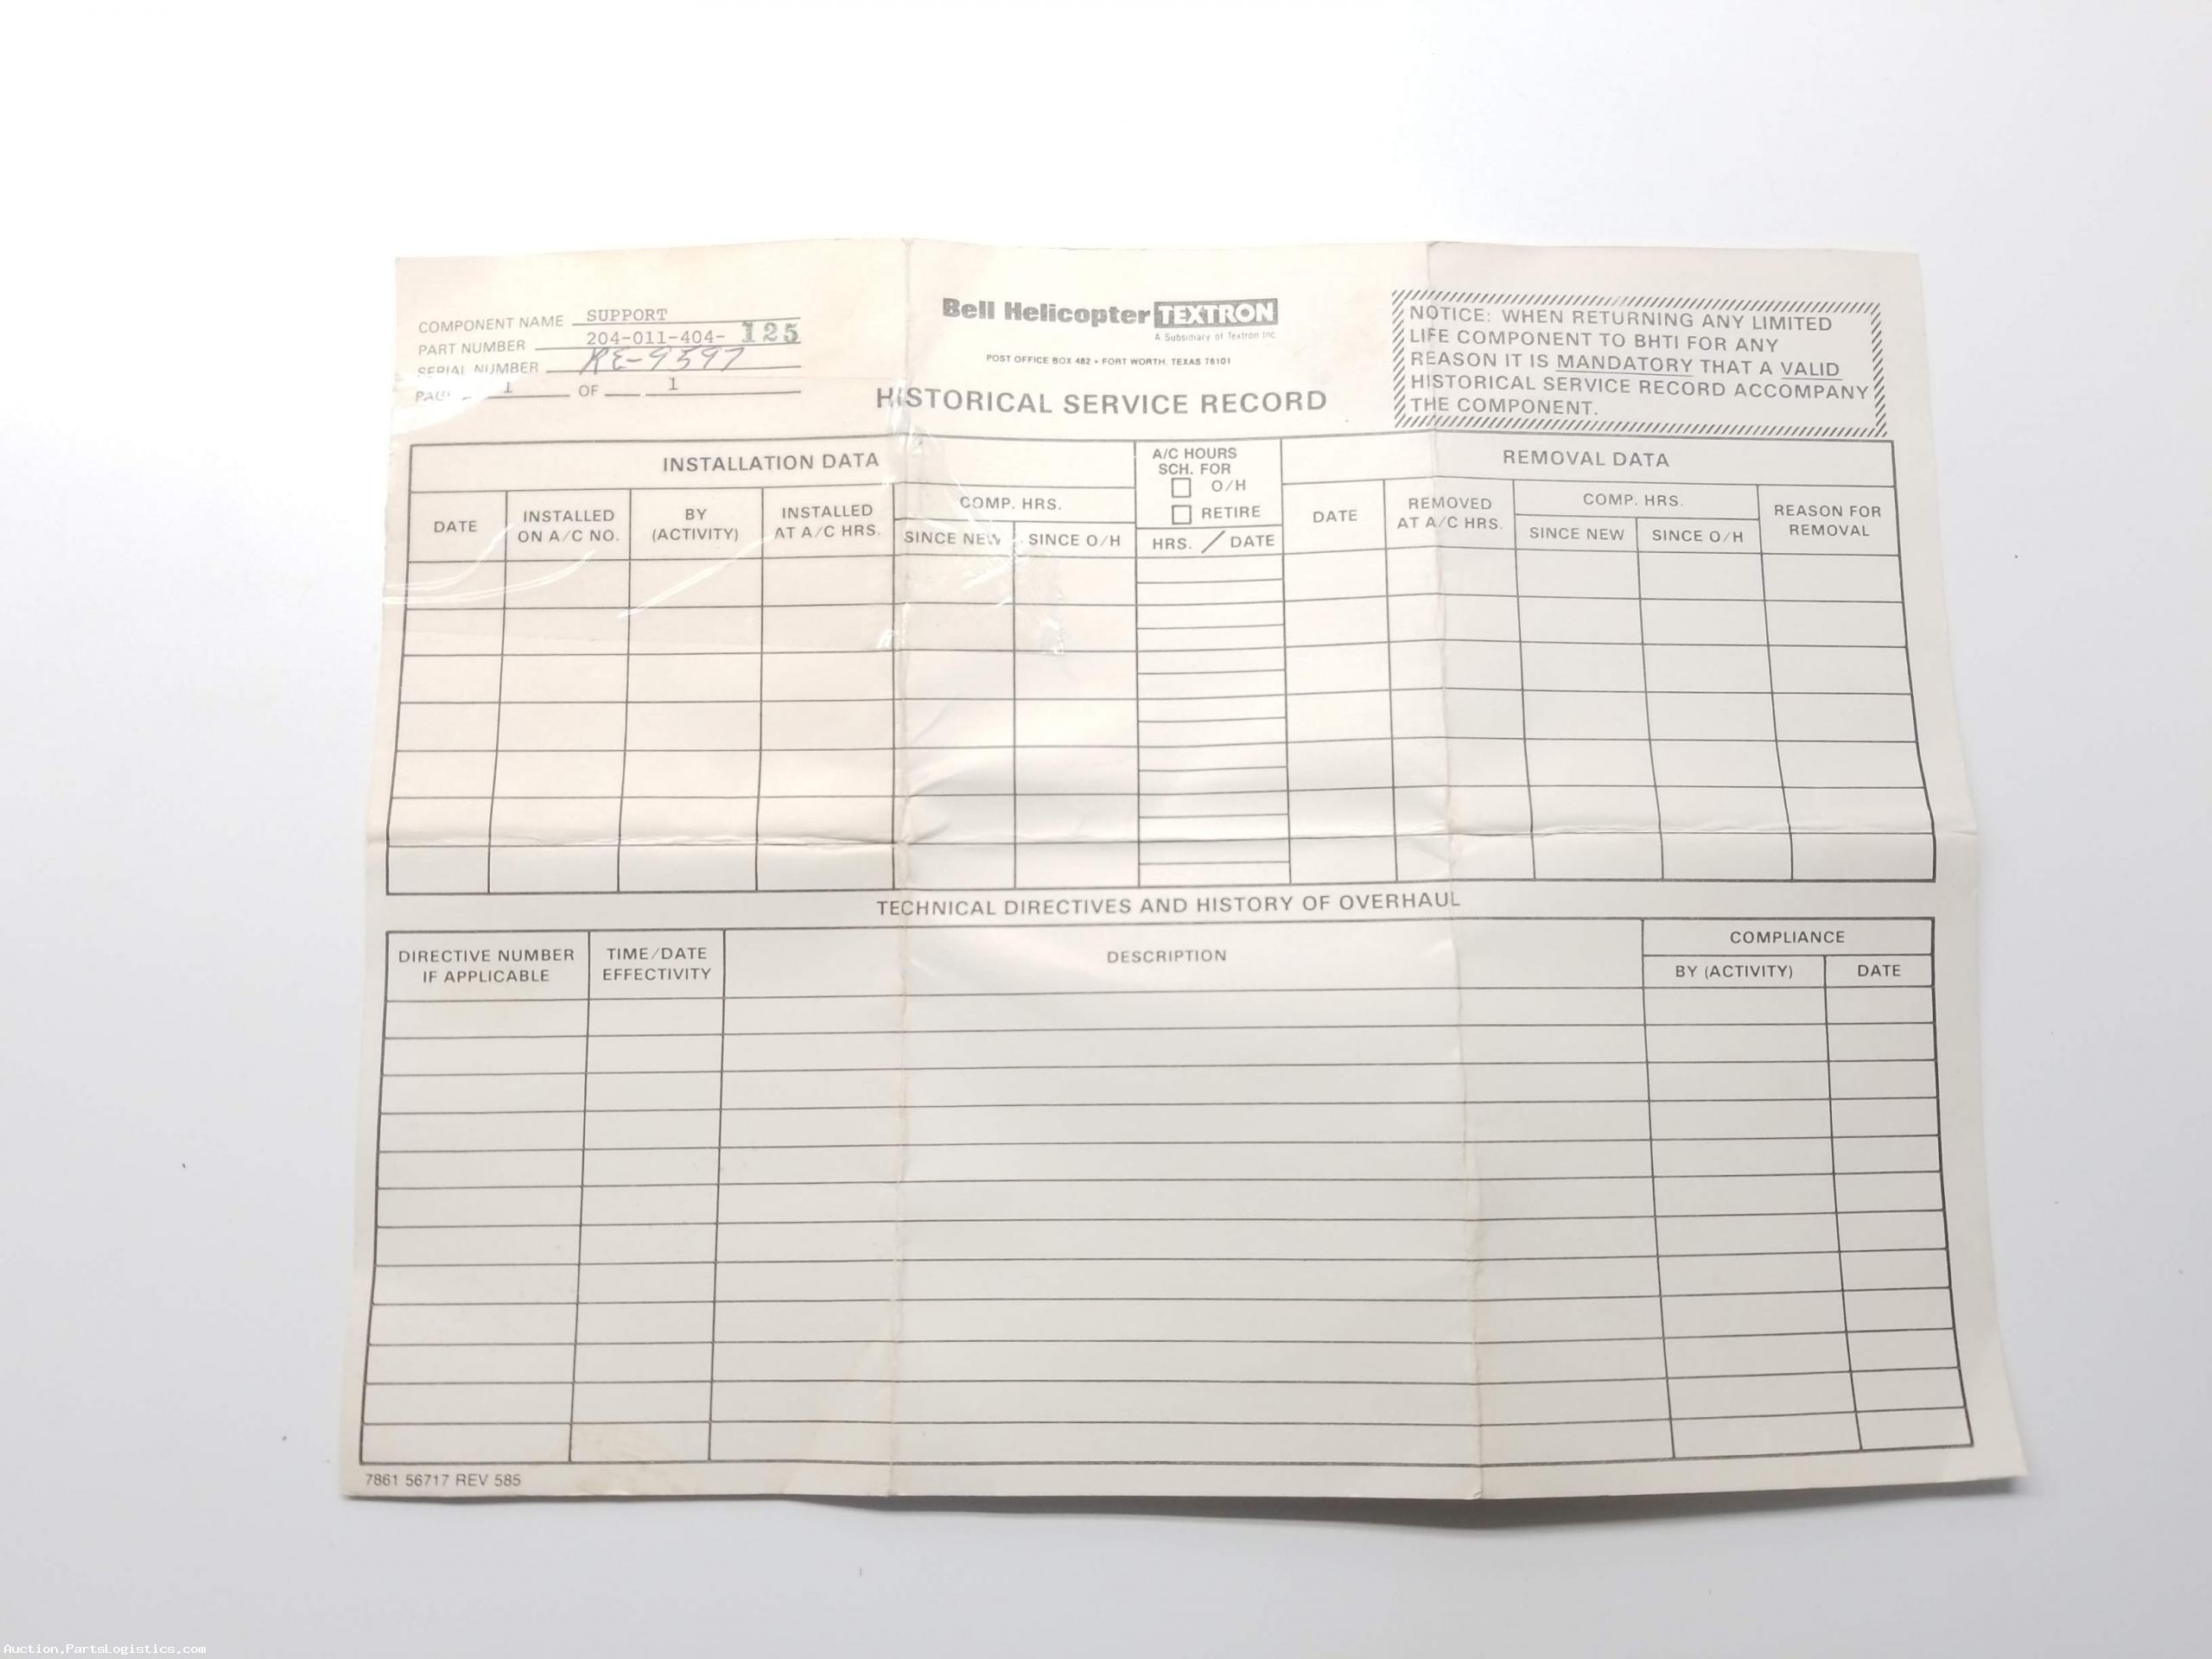 COMPONENT NAME SUPPORT
PART NUMBER 204-011-404-125
SERIAL NUMBER RE-9597
PAGE 1 OF 1
Bell Helicopter TEXTRON
A Subsidiary of Textron Inc
POST OFFICE BOX 482 • FORT WORTH, TEXAS 76101
HISTORICAL SERVICE RECORD
NOTICE: WHEN RETURNING ANY LIMITED
LIFE COMPONENT TO BHTI FOR ANY
REASON IT IS MANDATORY THAT A VALID
HISTORICAL SERVICE RECORD ACCOMPANY
THE COMPONENT.
INSTALLATION DATA
A/C HOURS
SCH. FOR
O/H
RETIRE
HRS. / DATE
REMOVAL DATA
DATE
INSTALLED
ON A/C NO.
BY
(ACTIVITY)
INSTALLED
AT A/C HRS.
COMP. HRS.
SINCE NEW
SINCE O/H
DATE
REMOVED
AT A/C HRS.
COMP. HRS.
SINCE NEW
SINCE O/H
REASON FOR
REMOVAL
TECHNICAL DIRECTIVES AND HISTORY OF OVERHAUL
DIRECTIVE NUMBER
IF APPLICABLE
TIME/DATE
EFFECTIVITY
DESCRIPTION
COMPLIANCE
BY (ACTIVITY)
DATE
7861 56717 REV 585
Auction.PartsLogistics.com